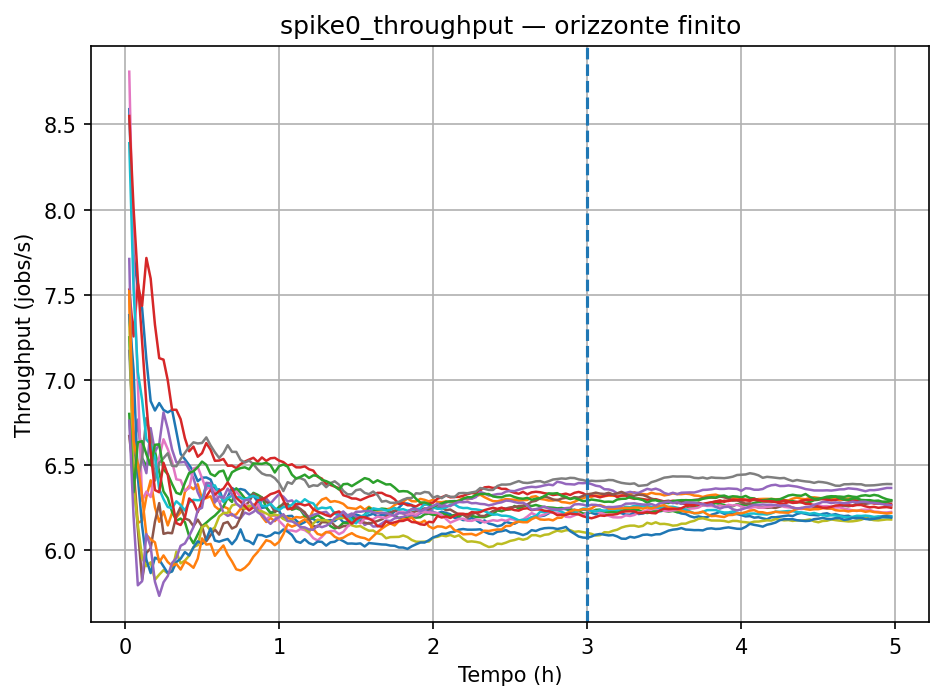 spike0_throughput — orizzonte finito
Throughput (jobs/s)
8.5
8.0
7.5
7.0
6.5
6.0
0 1 2 3 4 5
Tempo (h)